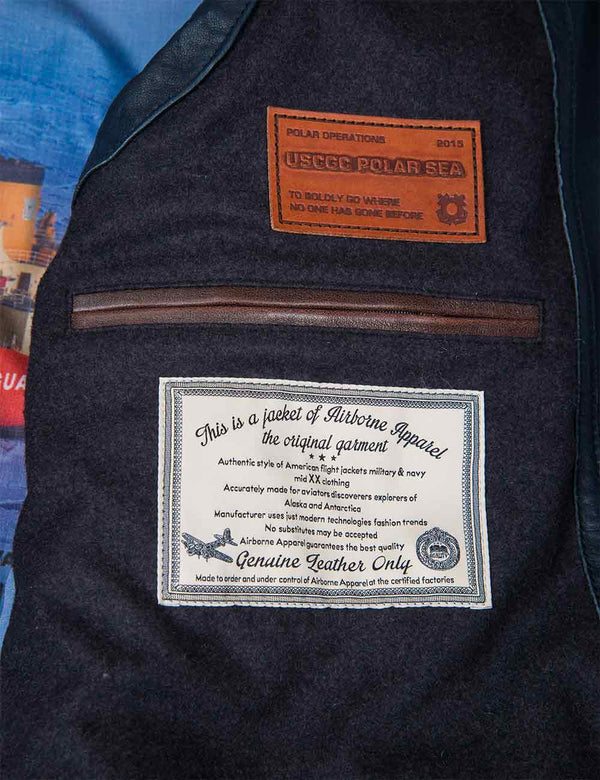 POLAR OPERATIONS 2015
USCGC POLAR SEA
TO BOLDLY GO WHERE
NO ONE HAS GONE BEFORE
GUA
This is a jacket of Airborne Apparel
the original garment
Authentic style of American flight jackets military & navy
mid XX clothing
Accurately made for aviators discoverers explorers of
Alaska and Antarctica
Manufacturer uses just modern technologies fashion trends
No substitutes may be accepted
Airborne Apparel guarantees the best quality
Genuine Leather Only
Made to order and under control of Airborne Apparel at the certified factories